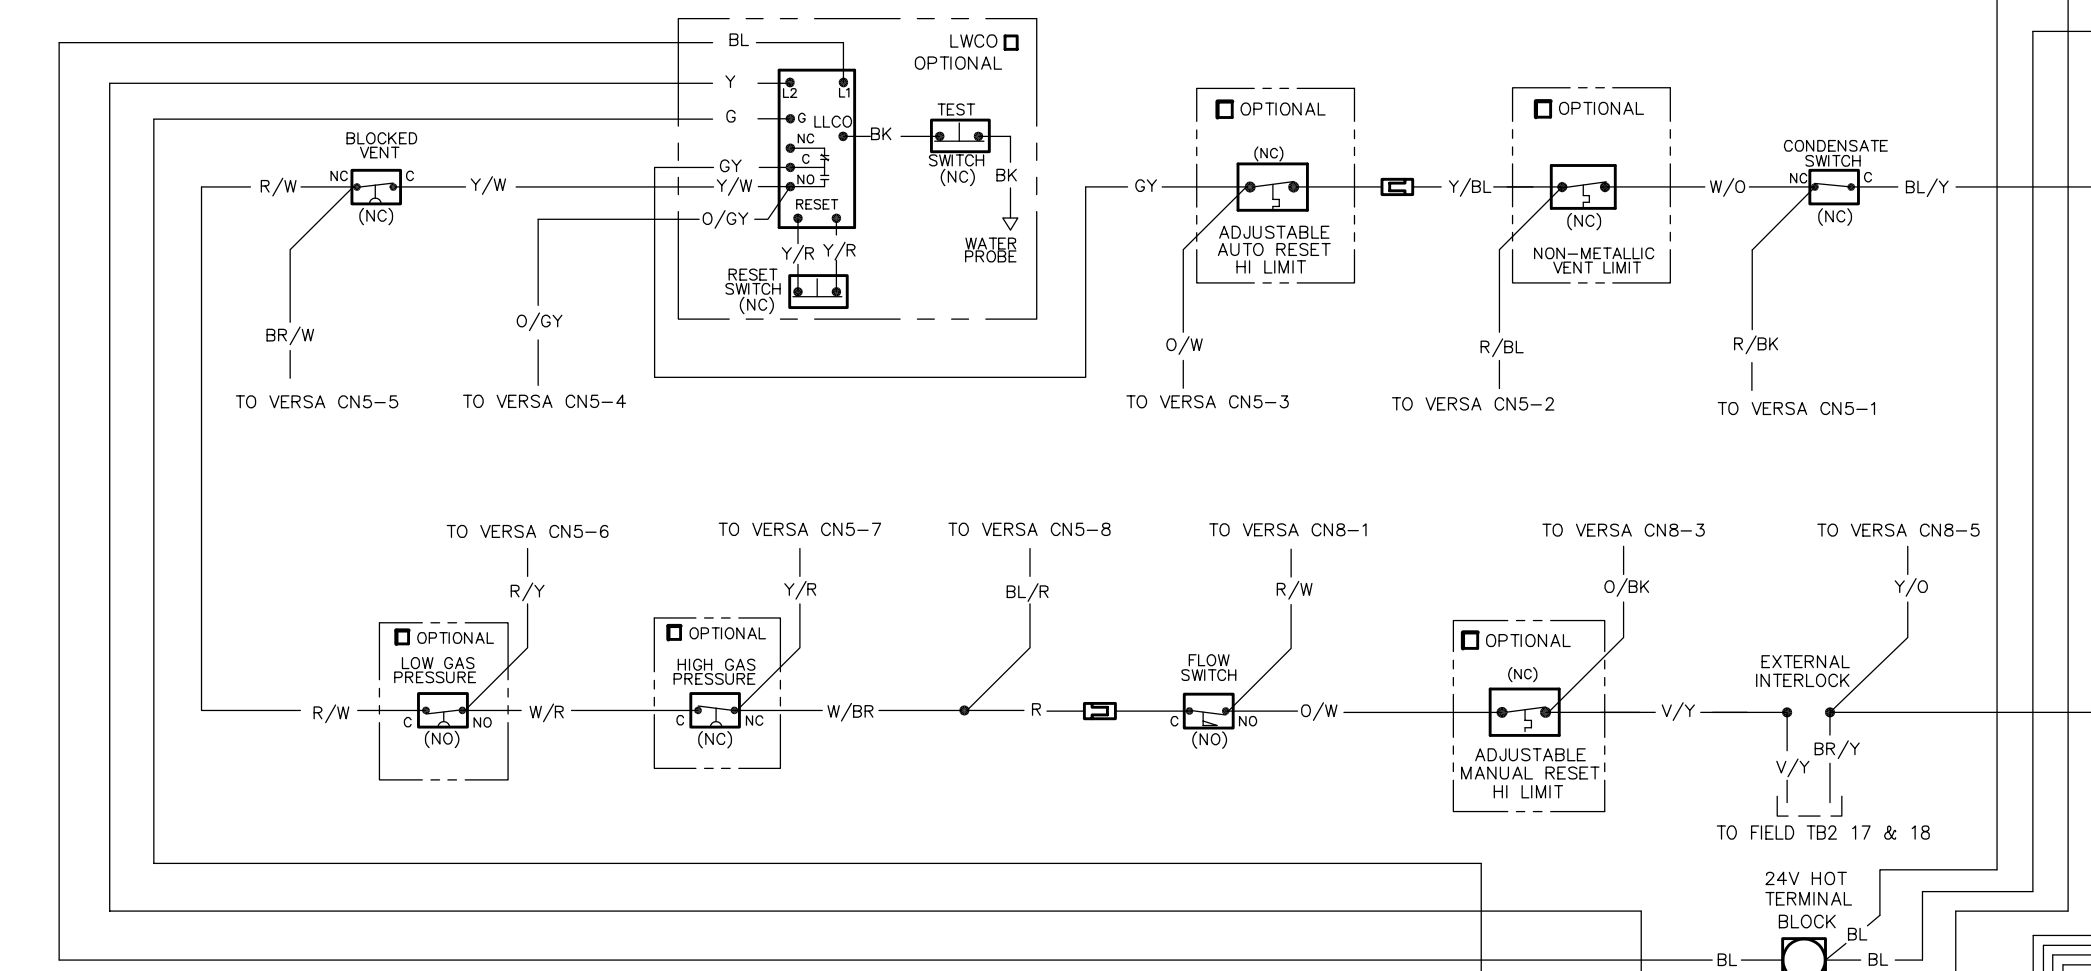 BL
LWCO
OPTIONAL
Y
L2
L1
G
G
LLCO
NC
C
NO
BK
TEST
SWITCH
(NC)
BK
WATER
PROBE
GY
Y/W
O/GY
RESET
Y/R
Y/R
RESET
SWITCH
(NC)
BLOCKED
VENT
R/W
NC
C
(NC)
Y/W
BR/W
TO VERSA CN5-5
O/GY
TO VERSA CN5-4
GY
OPTIONAL
(NC)
ADJUSTABLE
AUTO RESET
HI LIMIT
O/W
TO VERSA CN5-3
Y/BL
OPTIONAL
(NC)
NON-METALLIC
VENT LIMIT
R/BL
TO VERSA CN5-2
W/O
CONDENSATE
SWITCH
NC
C
(NC)
BL/Y
R/BK
TO VERSA CN5-1
TO VERSA CN5-6
R/Y
OPTIONAL
LOW GAS
PRESSURE
R/W
C
NO
(NO)
W/R
TO VERSA CN5-7
Y/R
OPTIONAL
HIGH GAS
PRESSURE
C
NC
(NC)
W/BR
TO VERSA CN5-8
BL/R
R
TO VERSA CN8-1
R/W
FLOW
SWITCH
C
NO
(NO)
O/W
TO VERSA CN8-3
O/BK
OPTIONAL
(NC)
ADJUSTABLE
MANUAL RESET
HI LIMIT
V/Y
TO VERSA CN8-5
Y/O
EXTERNAL
INTERLOCK
BR/Y
V/Y
TO FIELD TB2 17 & 18
24V HOT
TERMINAL
BLOCK
BL
BL
BL